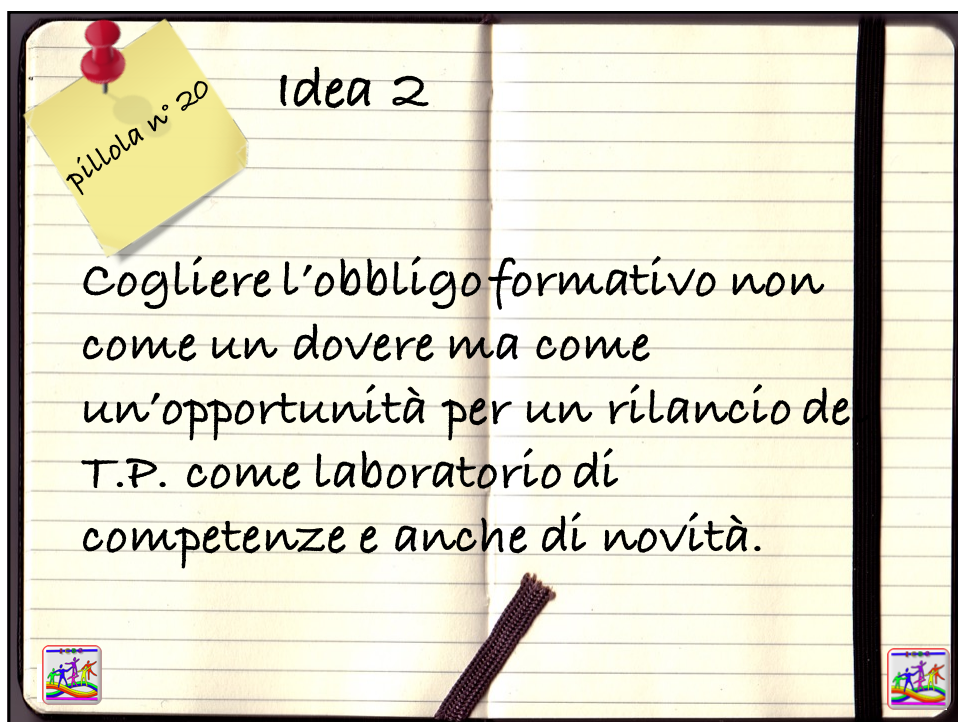 pillola n° 20
Idea 2
Cogliere l'obbligo formativo non
come un dovere ma come
un'opportunità per un rilancio del
T.P. come laboratorio di
competenze e anche di novità.